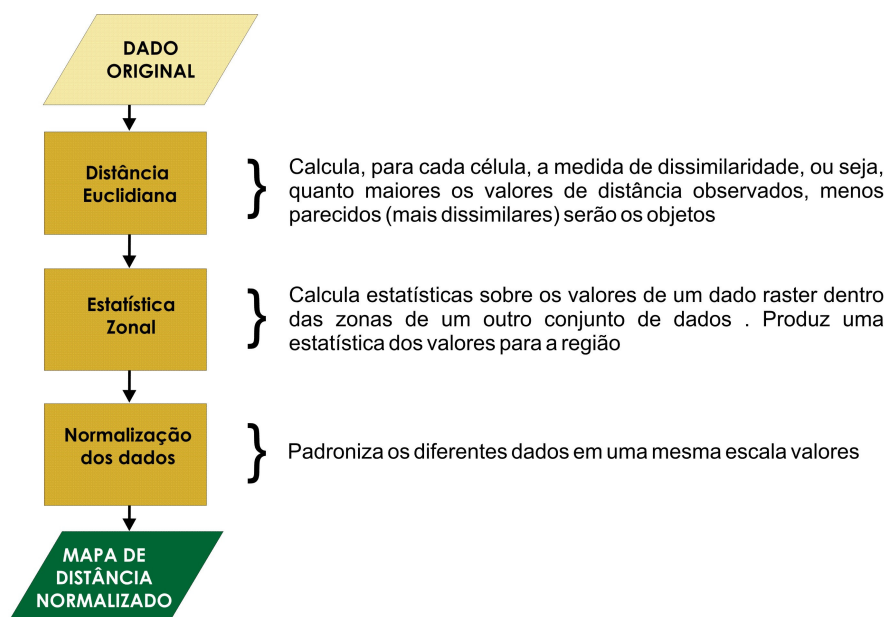 DADO
ORIGINAL
Distância
Euclidiana
} Calcula, para cada célula, a medida de dissimilaridade, ou seja,
quanto maiores os valores de distância observados, menos
parecidos (mais dissimilares) serão os objetos
Estatística
Zonal
} Calcula estatísticas sobre os valores de um dado raster dentro
das zonas de um outro conjunto de dados . Produz uma
estatística dos valores para a região
Normalização
dos dados
} Padroniza os diferentes dados em uma mesma escala valores
MAPA DE
DISTÂNCIA
NORMALIZADO